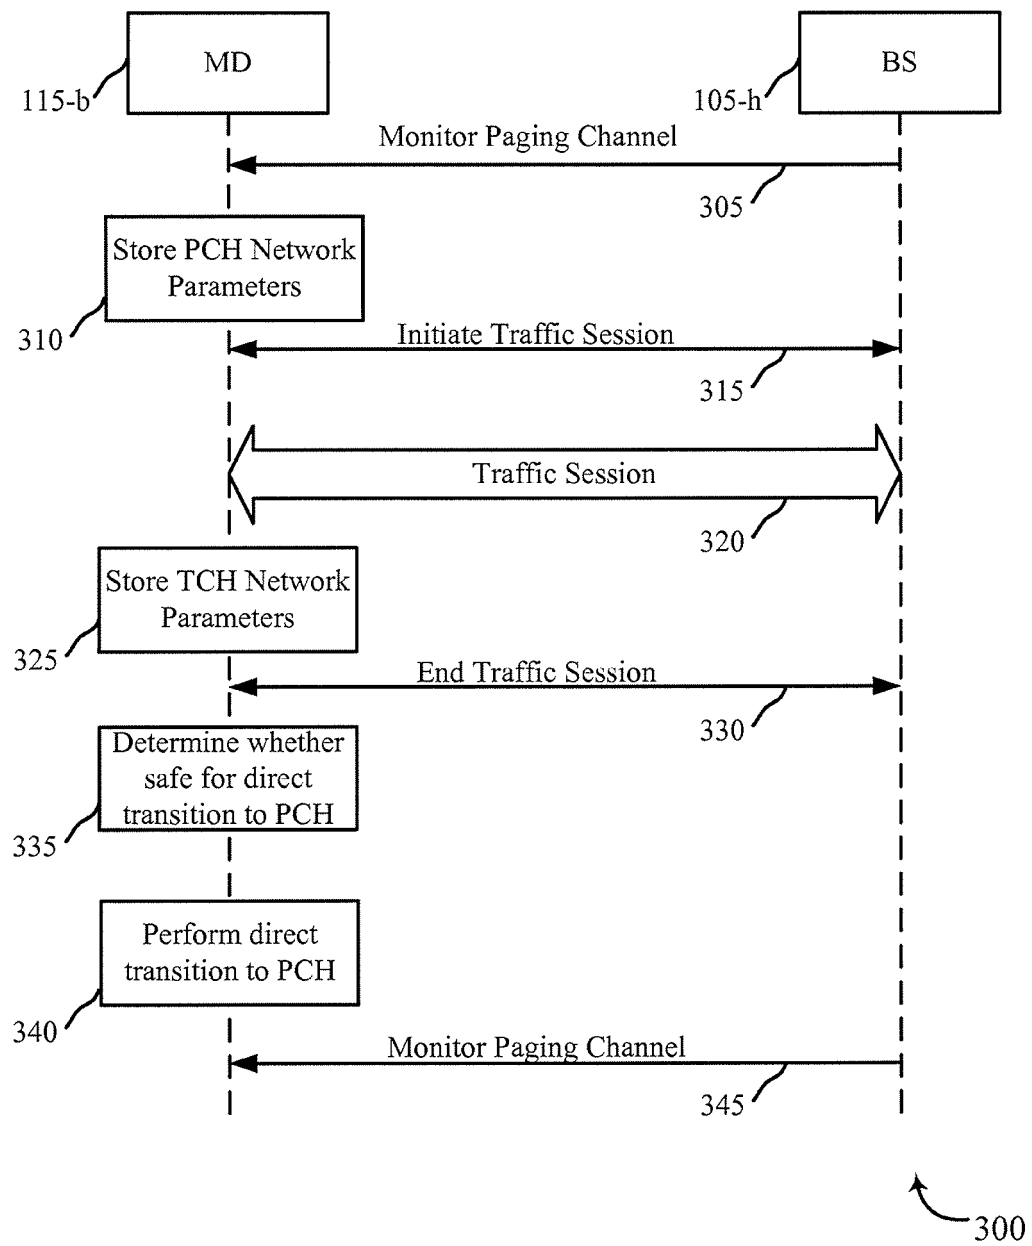 MD
BS
115-b
105-h
Monitor Paging Channel
305
Store PCH Network
Parameters
310
Initiate Traffic Session
315
Traffic Session
320
Store TCH Network
Parameters
325
End Traffic Session
330
Determine whether
safe for direct
transition to PCH
335
Perform direct
transition to PCH
340
Monitor Paging Channel
345
300